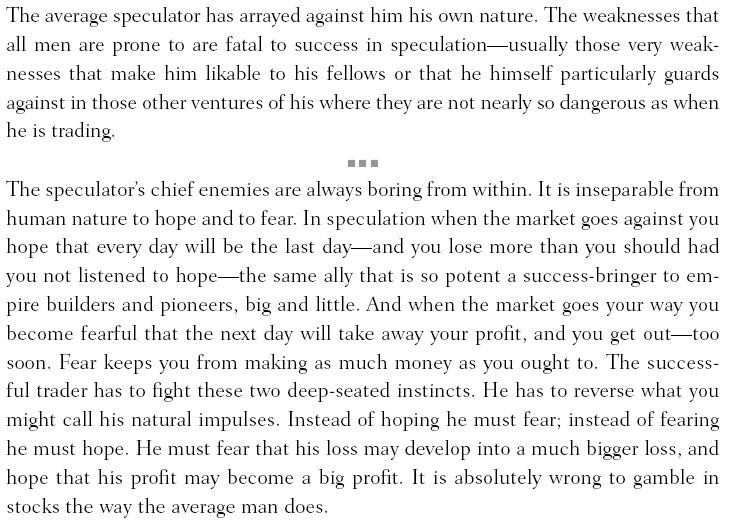 The average speculator has arrayed against him his own nature. The weaknesses that
all men are prone to are fatal to success in speculation—usually those very weak-
nesses that make him likable to his fellows or that he himself particularly guards
against in those other ventures of his where they are not nearly so dangerous as when
he is trading.
The speculator's chief enemies are always boring from within. It is inseparable from
human nature to hope and to fear. In speculation when the market goes against you
hope that every day will be the last day—and you lose more than you should had
you not listened to hope—the same ally that is so potent a success-bringer to em-
pire builders and pioneers, big and little. And when the market goes your way you
become fearful that the next day will take away your profit, and you get out—too
soon. Fear keeps you from making as much money as you ought to. The success-
ful trader has to fight these two deep-seated instincts. He has to reverse what you
might call his natural impulses. Instead of hoping he must fear; instead of fearing
he must hope. He must fear that his loss may develop into a much bigger loss, and
hope that his profit may become a big profit. It is absolutely wrong to gamble in
stocks the way the average man does.